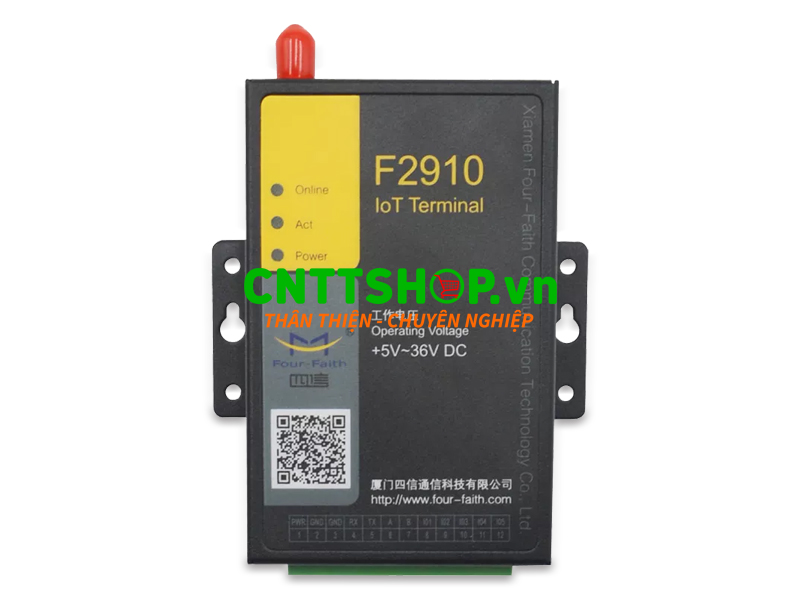 F2910
IoT Terminal
Online
Act
Power
CNTTSHOP.vn
THÂN THIỆN - CHUYÊN NGHIỆP
工作电压
Operating Voltage
+5V~36V DC
Four-Faith
四信
®
厦门四信通信科技有限公司
http://www.four-faith.com
PWR GND GND RX TX A B IO1 IO2 IO3 IO4 IO5
1 2 3 4 5 6 7 8 9 10 11 12
Xiamen Four-Faith Communication Technology Co., Ltd.